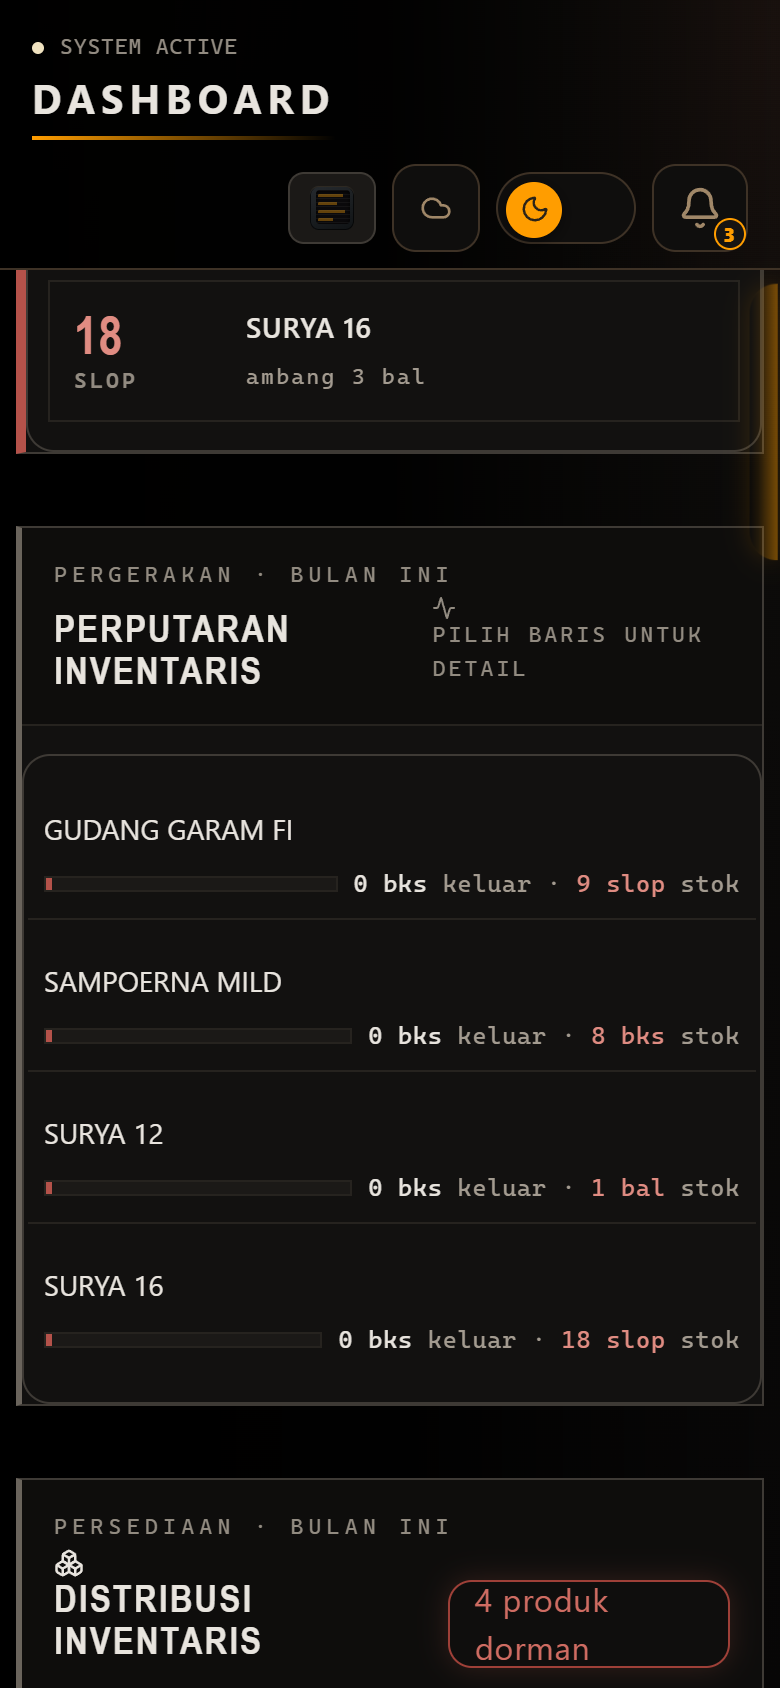 SYSTEM ACTIVE
DASHBOARD
3
18
SLOP
SURYA 16
ambang 3 bal
PERGERAKAN · BULAN INI
PERPUTARAN
INVENTARIS
PILIH BARIS UNTUK
DETAIL
GUDANG GARAM FI
0 bks keluar · 9 slop stok
SAMPOERNA MILD
0 bks keluar · 8 bks stok
SURYA 12
0 bks keluar · 1 bal stok
SURYA 16
0 bks keluar · 18 slop stok
PERSEDIAAN · BULAN INI
DISTRIBUSI
INVENTARIS
4 produk
dorman